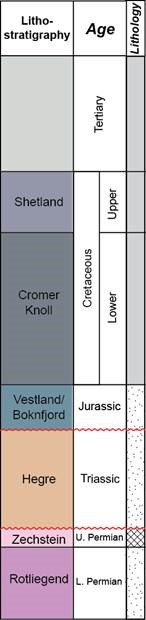 Litho-
stratigraphy
Age
Lithology
Tertiary
Shetland
Cretaceous
Upper
Cromer
Knoll
Lower
Vestland/
Boknfjord
Jurassic
Hegre
Triassic
Zechstein
U. Permian
Rotliegend
L. Permian